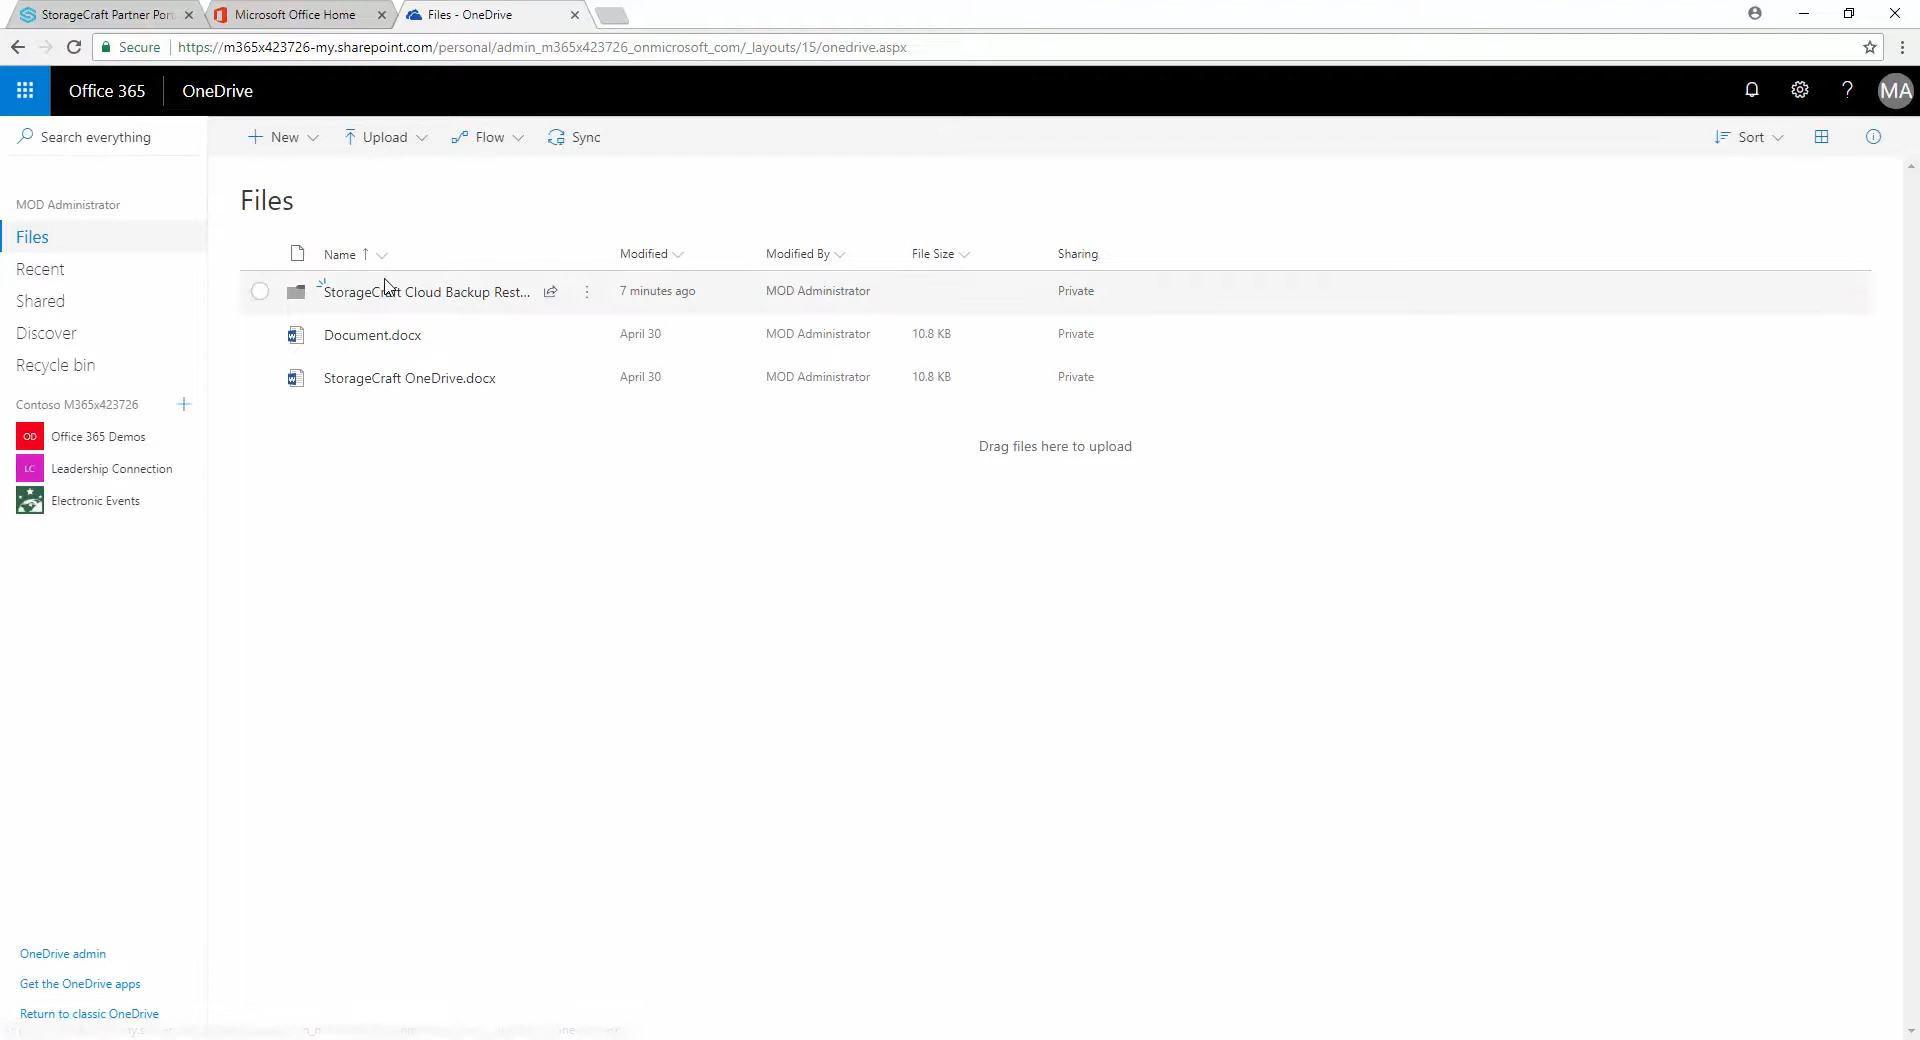 StorageCraft Partner Por
Microsoft Office Home
Files - OneDrive
Secure
https://m365x423726-my.sharepoint.com/personal/admin_m365x423726_onmicrosoft_com/_layouts/15/onedrive.aspx
Office 365
OneDrive
?
MA
Search everything
New
Upload
Flow
Sync
Sort
MOD Administrator
Files
Recent
Shared
Discover
Recycle bin
Contoso M365x423726
OD Office 365 Demos
LC Leadership Connection
Electronic Events
Files
Name Modified Modified By File Size Sharing
StorageCraft Cloud Backup Rest... 7 minutes ago MOD Administrator Private
Document.docx April 30 MOD Administrator 10.8 KB Private
StorageCraft OneDrive.docx April 30 MOD Administrator 10.8 KB Private
Drag files here to upload
OneDrive admin
Get the OneDrive apps
Return to classic OneDrive